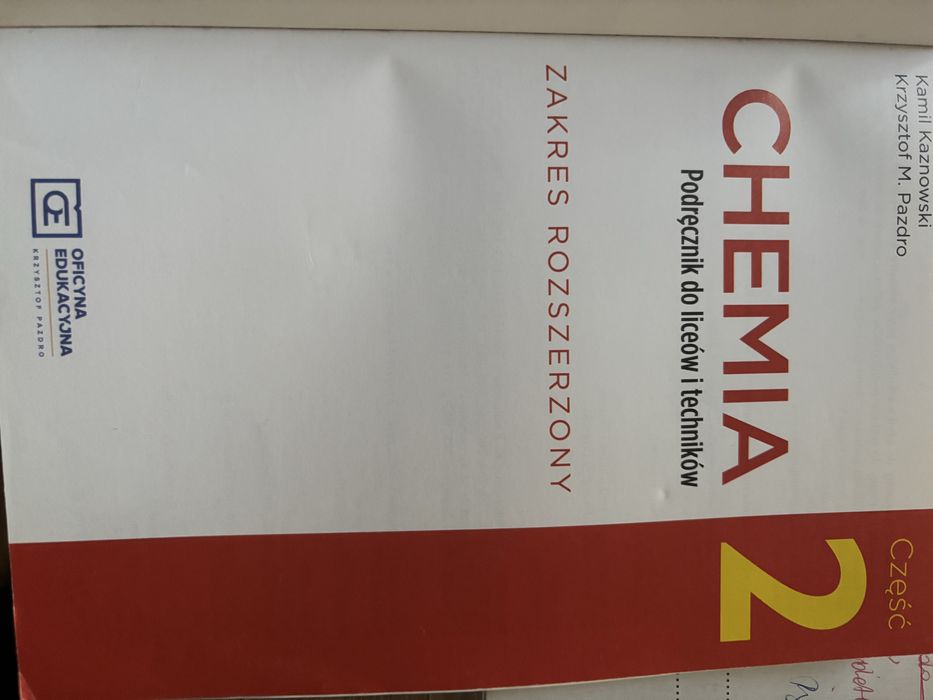 Kamil Kaznowski
Krzysztof M. Pazdro
Część
CHEMIA 2
Podręcznik do liceów i techników
ZAKRES ROZSZERZONY
OFICYNA
EDUKACYJNA
KRZYSZTOF PAZDRO